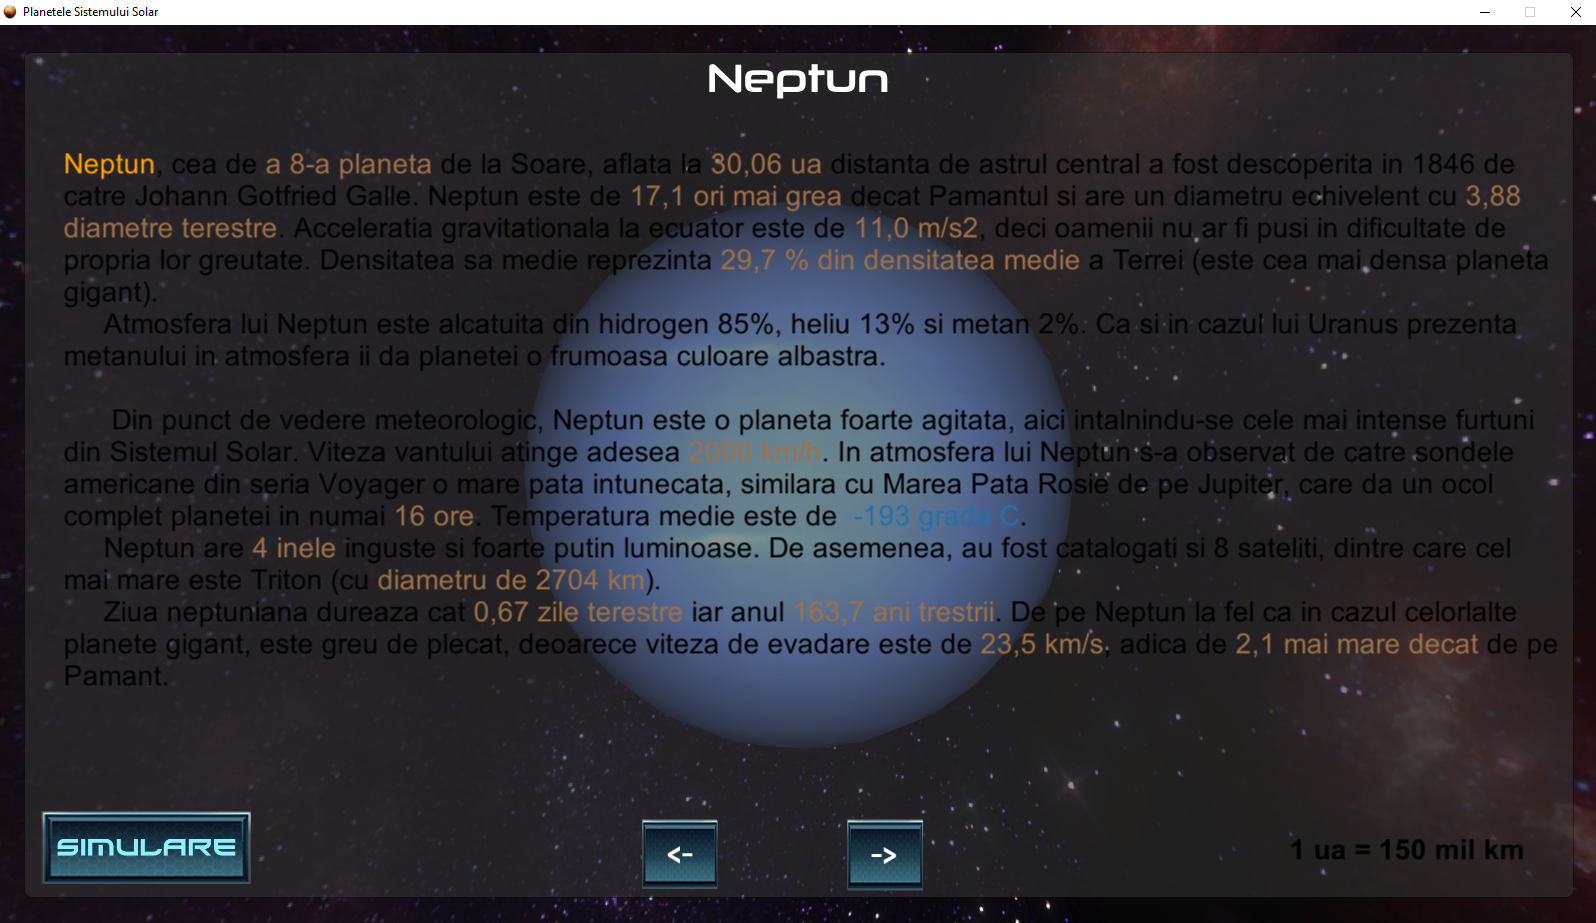 Planetele Sistemului Solar
Neptun
Neptun, cea de a 8-a planeta de la Soare, aflata la 30,06 ua distanta de astrul central a fost descoperita in 1846 de
catre Johann Gotfried Galle. Neptun este de 17,1 ori mai grea decat Pamantul si are un diametru echivelent cu 3,88
diametre terestre. Acceleratia gravitationala la ecuator este de 11,0 m/s2, deci oamenii nu ar fi pusi in dificultate de
propria lor greutate. Densitatea sa medie reprezinta 29,7 % din densitatea medie a Terrei (este cea mai densa planeta
gigant).
Atmosfera lui Neptun este alcatuita din hidrogen 85%, heliu 13% si metan 2%. Ca si in cazul lui Uranus prezenta
metanului in atmosfera ii da planetei o frumoasa culoare albastra.
Din punct de vedere meteorologic, Neptun este o planeta foarte agitata, aici intalnindu-se cele mai intense furtuni
din Sistemul Solar. Viteza vantului atinge adesea 2000 km/h. In atmosfera lui Neptun s-a observat de catre sondele
americane din seria Voyager o mare pata intunecata, similara cu Marea Pata Rosie de pe Jupiter, care da un ocol
complet planetei in numai 16 ore. Temperatura medie este de -193 grade C.
Neptun are 4 inele inguste si foarte putin luminoase. De asemenea, au fost catalogati si 8 sateliti, dintre care cel
mai mare este Triton (cu diametru de 2704 km).
Ziua neptuniana dureaza cat 0,67 zile terestre iar anul 163,7 ani trestrii. De pe Neptun la fel ca in cazul celorlalte
planete gigant, este greu de plecat, deoarece viteza de evadare este de 23,5 km/s, adica de 2,1 mai mare decat de pe
Pamant.
SIMULARE
<-
->
1 ua = 150 mil km